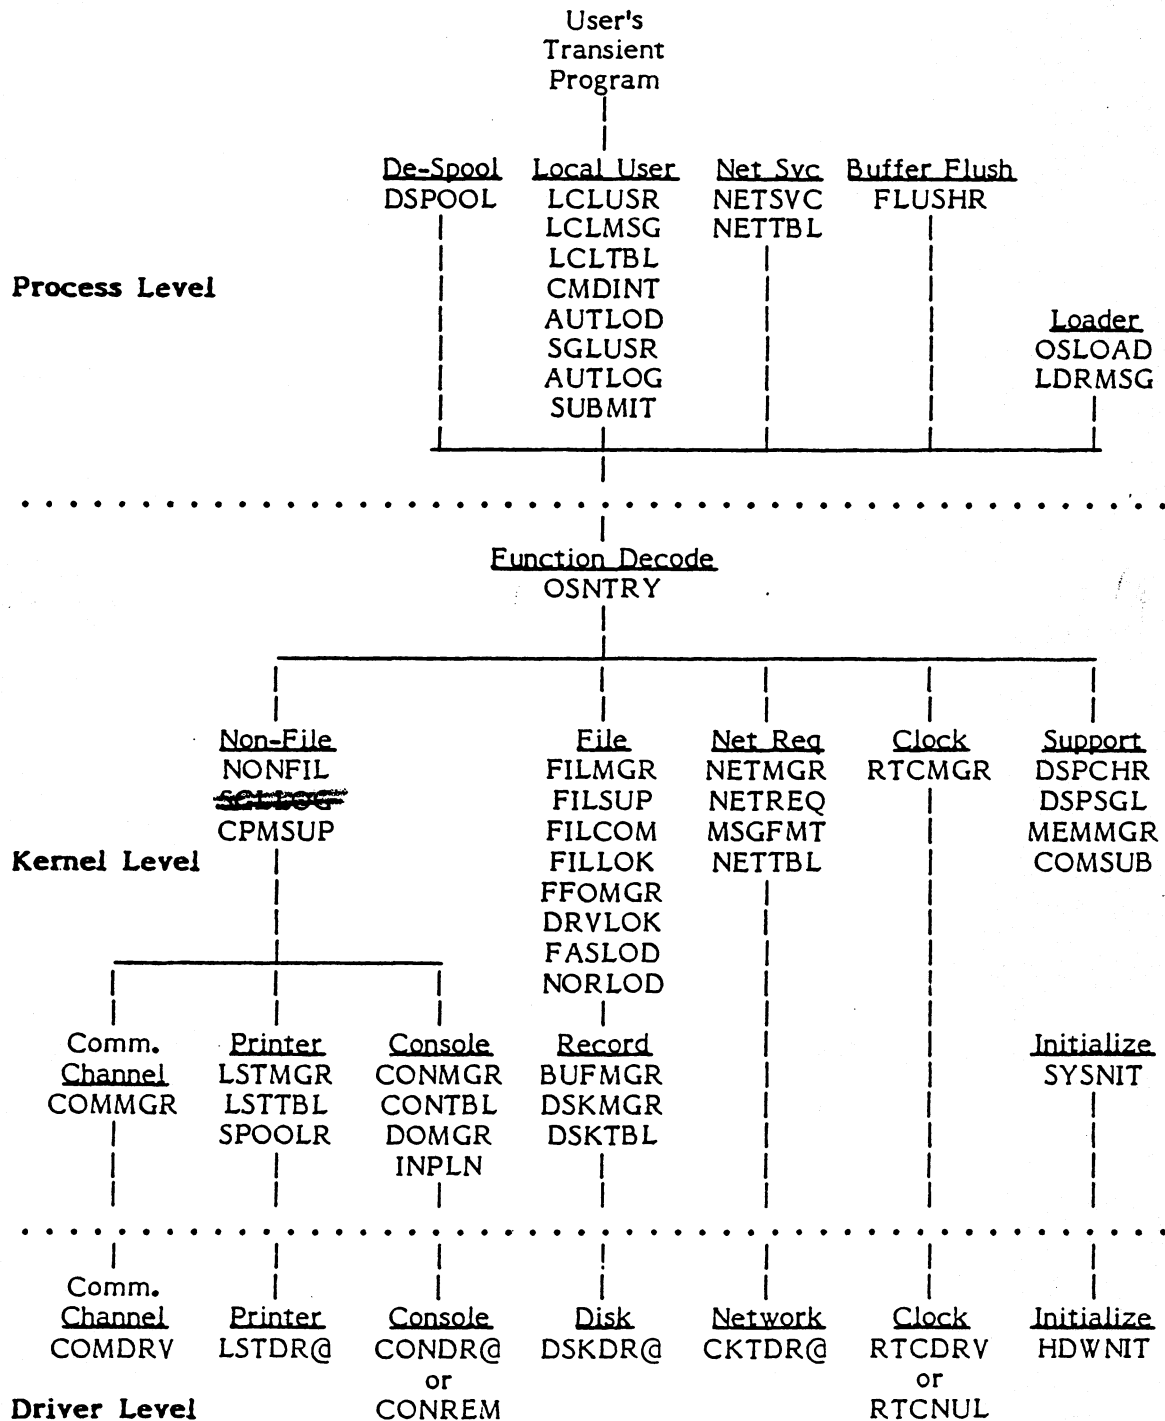 User's
Transient
Program
De-Spool Local User Net Svc Buffer Flush
DSPOOL LCLUSR NETSVC FLUSHR
LCLMSG NETTBL
LCLTBL
Process Level CMDINT
AUTLOD Loader
SGLUSR OSLOAD
AUTLOG LDRMSG
SUBMIT
Function Decode
OSNTRY
Non-File File Net Req Clock Support
NONFIL FILMGR NETMGR RTCMGR DSPCHR
FILSUP NETREQ DSPSGL
CPMSUP FILCOM MSGFMT MEMMGR
Kernel Level FILLOK NETTBL COMSUB
FFOMGR
DRVLOK
FASLOD
NORLOD
Comm. Printer Console Record Initialize
Channel LSTMGR CONMGR BUFMGR SYSNIT
COMMGR LSTTBL CONTBL DSKMGR
SPOOLR DOMGR DSKTBL
INPLN
Comm.
Channel Printer Console Disk Network Clock Initialize
COMDRV LSTDR@ CONDR@ DSKDR@ CKTDR@ RTCDRV HDWNIT
or or
Driver Level CONREM RTCNUL